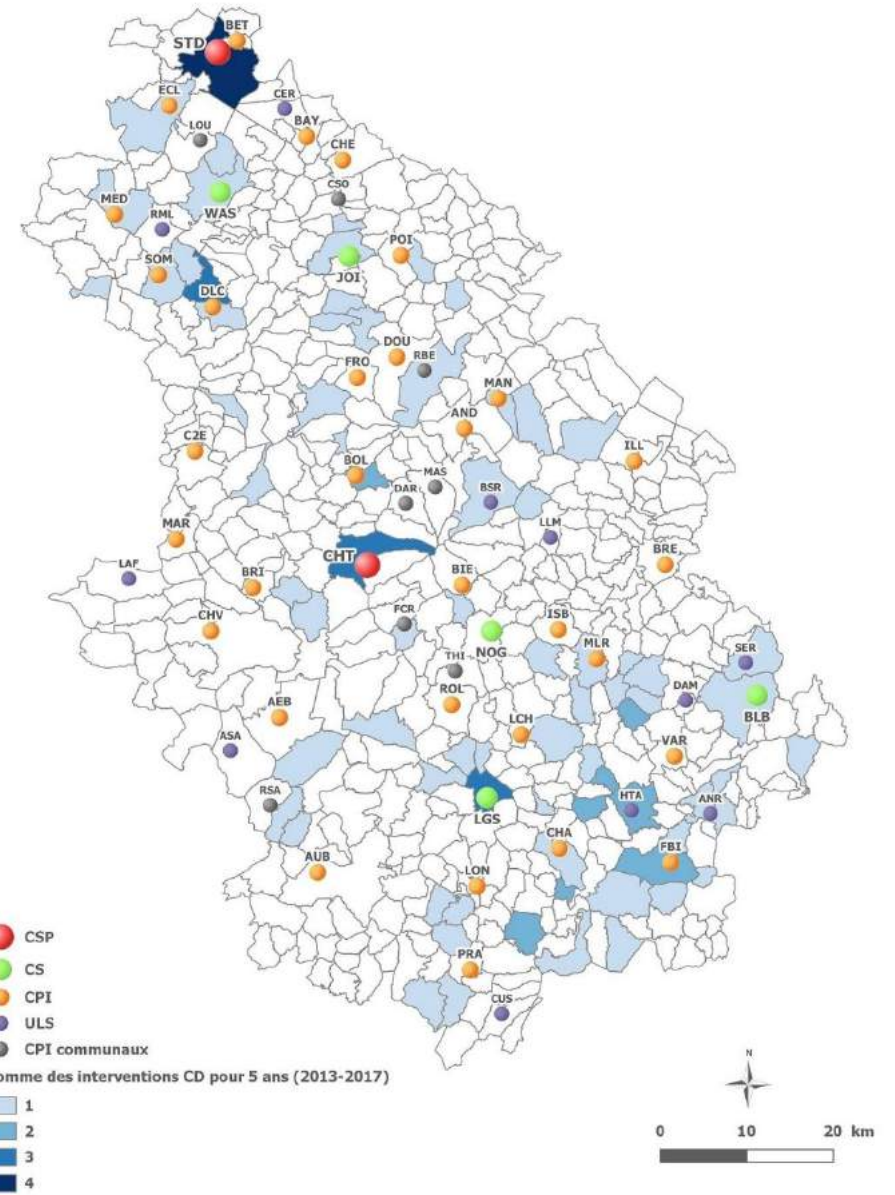 BET
STD
ECL
CER
LOU
BAY
CHE
CSO
MED
WAS
RML
POI
JOI
SOM
DLC
DOU
RBE
FRO
MAN
AND
C2E
ILL
BOL
MAS
DAR
BSR
MAR
LLM
CHT
BRE
LAF
BRI
BIE
CHV
FCR
ISB
NOG
MLR
SER
THI
DAM
ROL
BLB
AEB
LCH
ASA
VAR
RSA
HTA
ANR
LGS
CHA
FBI
AUB
LON
PRA
CUS
CSP
CS
CPI
ULS
CPI communaux
omme des interventions CD pour 5 ans (2013-2017)
1
2
3
4
N
0 10 20 km